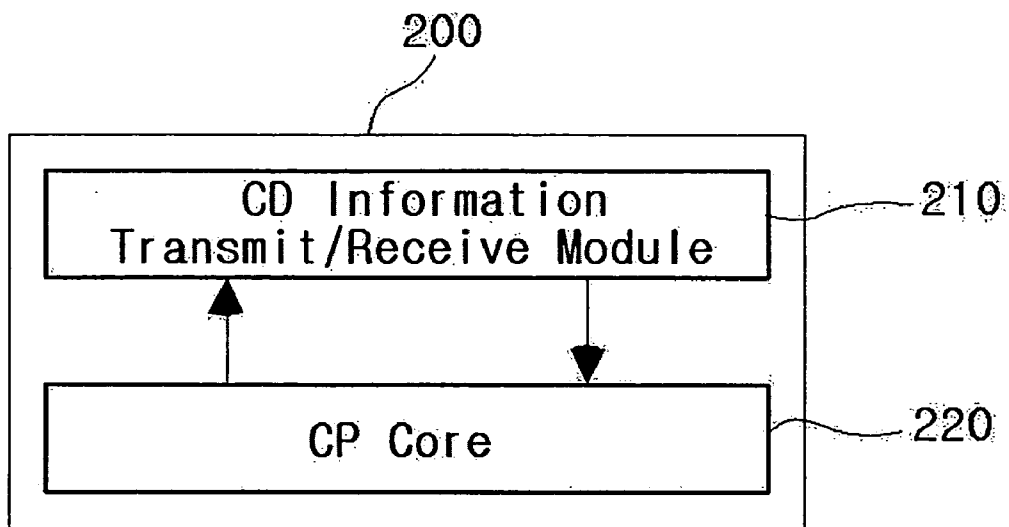 200
CD Information
Transmit/Receive Module
210
CP Core
220